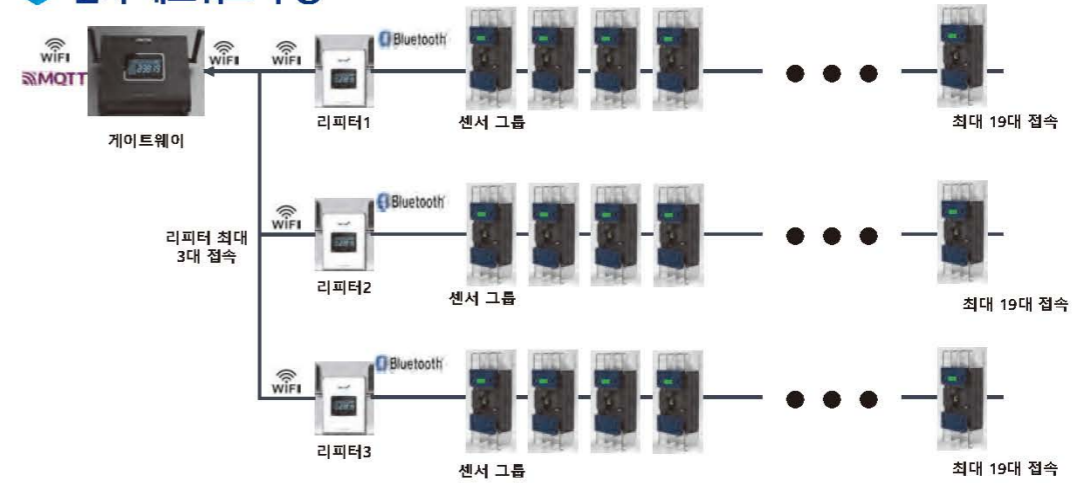 WiFi
MQTT
WiFi
WiFi
Bluetooth
게이트웨이
리피터1
센서 그룹
최대 19대 접속
리피터 최대
3대 접속
WiFi
Bluetooth
리피터2
센서 그룹
최대 19대 접속
WiFi
Bluetooth
리피터3
센서 그룹
최대 19대 접속